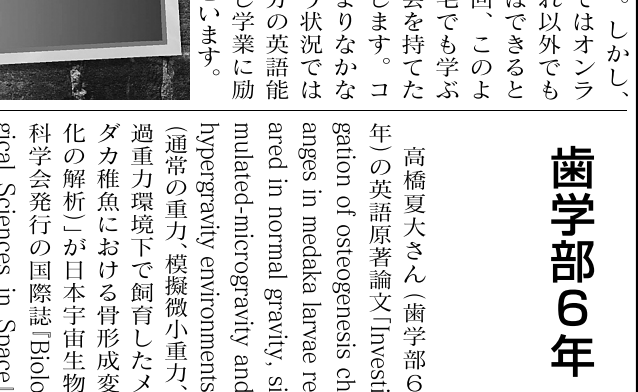 。しかし、
ではオンラ
れ以外でも
はできると
回、このよ
宅でも学ぶ
会を持てた
します。コ
まりなかな
う状況では
力の英語能
し学業に励
います。
歯学部6年
高橋夏大さん（歯学部6
年）の英語原著論文「Investi
gation of osteogenesis ch
anges in medaka larvae re
ared in normal gravity, si
mulated-microgravity and
hypergravity environments
（通常の重力、模擬微小重力、
過重力環境下で飼育したメ
ダカ稚魚における骨形成変
化の解析）」が日本宇宙生物
科学会発行の国際誌『Biolo
gical Sciences in Space』